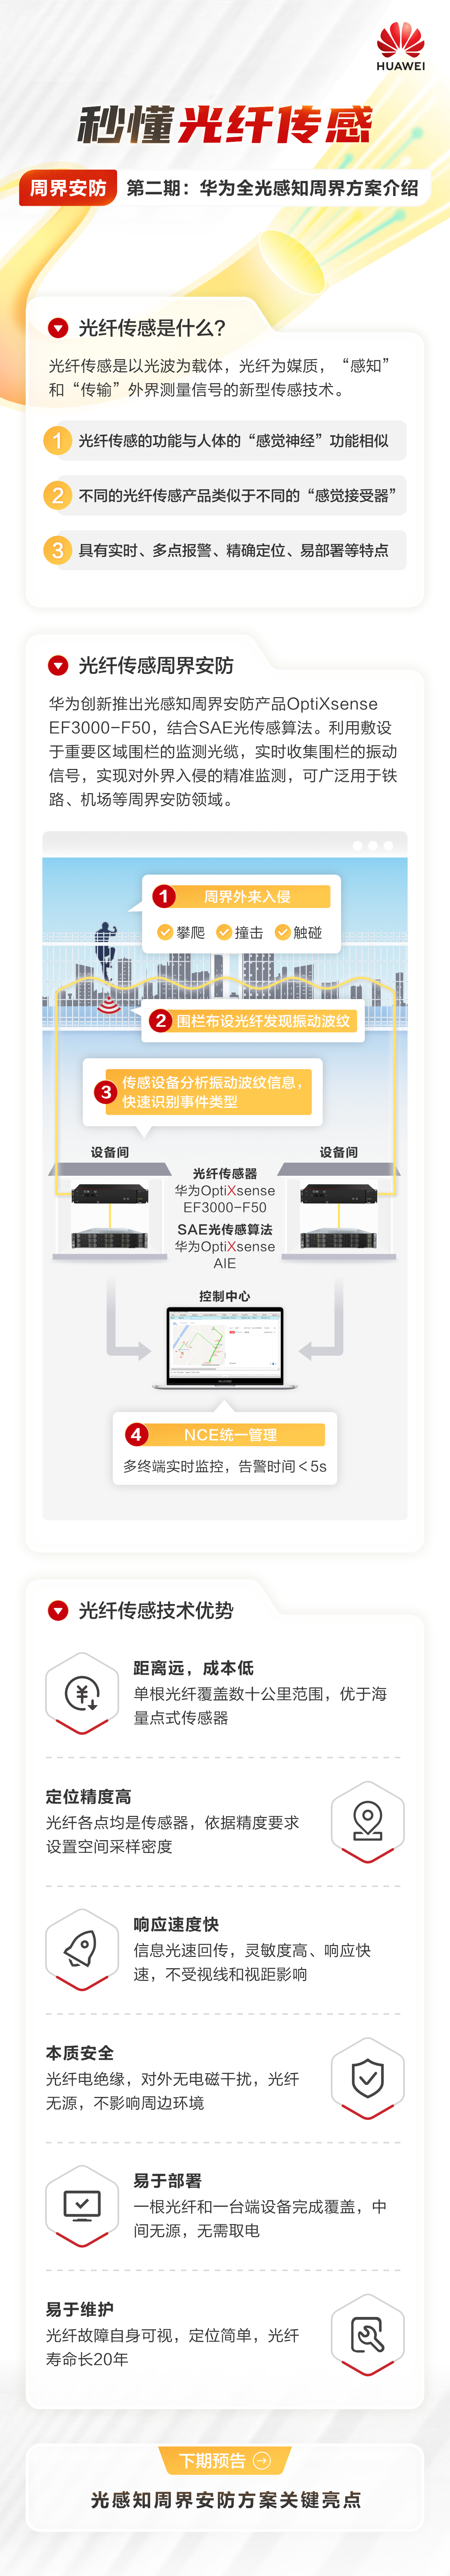 HUAWEI
秒懂光纤传感
周界安防 第二期：华为全光感知周界方案介绍
光纤传感是什么?
光纤传感是以光波为载体，光纤为媒质，“感知”
和“传输”外界测量信号的新型传感技术。
1 光纤传感的功能与人体的“感觉神经”功能相似
2 不同的光纤传感产品类似于不同的“感觉接受器”
3 具有实时、多点报警、精确定位、易部署等特点
光纤传感周界安防
华为创新推出光感知周界安防产品OptiXsense
EF3000-F50，结合SAE光传感算法。利用敷设
于重要区域围栏的监测光缆，实时收集围栏的振动
信号，实现对外界入侵的精准监测，可广泛用于铁
路、机场等周界安防领域。
1 周界外来入侵
攀爬 撞击 触碰
2 围栏布设光纤发现振动波纹
3 传感设备分析振动波纹信息，
快速识别事件类型
设备间 设备间
光纤传感器
华为OptiXsense
EF3000-F50
SAE光传感算法
华为OptiXsense
AIE
控制中心
4 NCE统一管理
多终端实时监控，告警时间＜5s
光纤传感技术优势
距离远，成本低
单根光纤覆盖数十公里范围，优于海
量点式传感器
定位精度高
光纤各点均是传感器，依据精度要求
设置空间采样密度
响应速度快
信息光速回传，灵敏度高、响应快
速，不受视线和视距影响
本质安全
光纤电绝缘，对外无电磁干扰，光纤
无源，不影响周边环境
易于部署
一根光纤和一台端设备完成覆盖，中
间无源，无需取电
易于维护
光纤故障自身可视，定位简单，光纤
寿命长20年
下期预告
光感知周界安防方案关键亮点